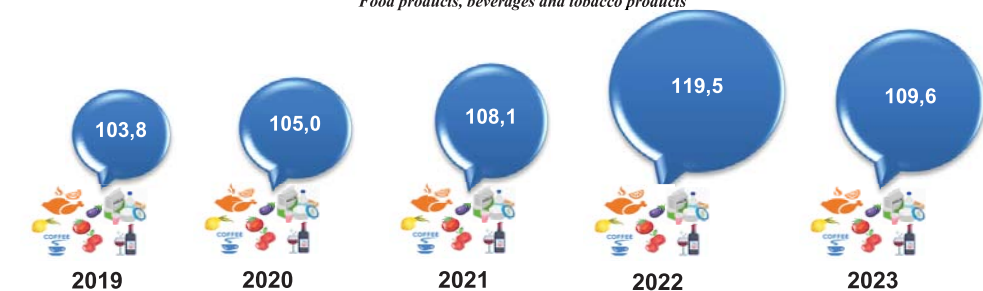 Food products, beverages and tobacco products
103,8
105,0
108,1
119,5
109,6
COFFEE
COFFEE
COFFEE
COFFEE
COFFEE
2019
2020
2021
2022
2023